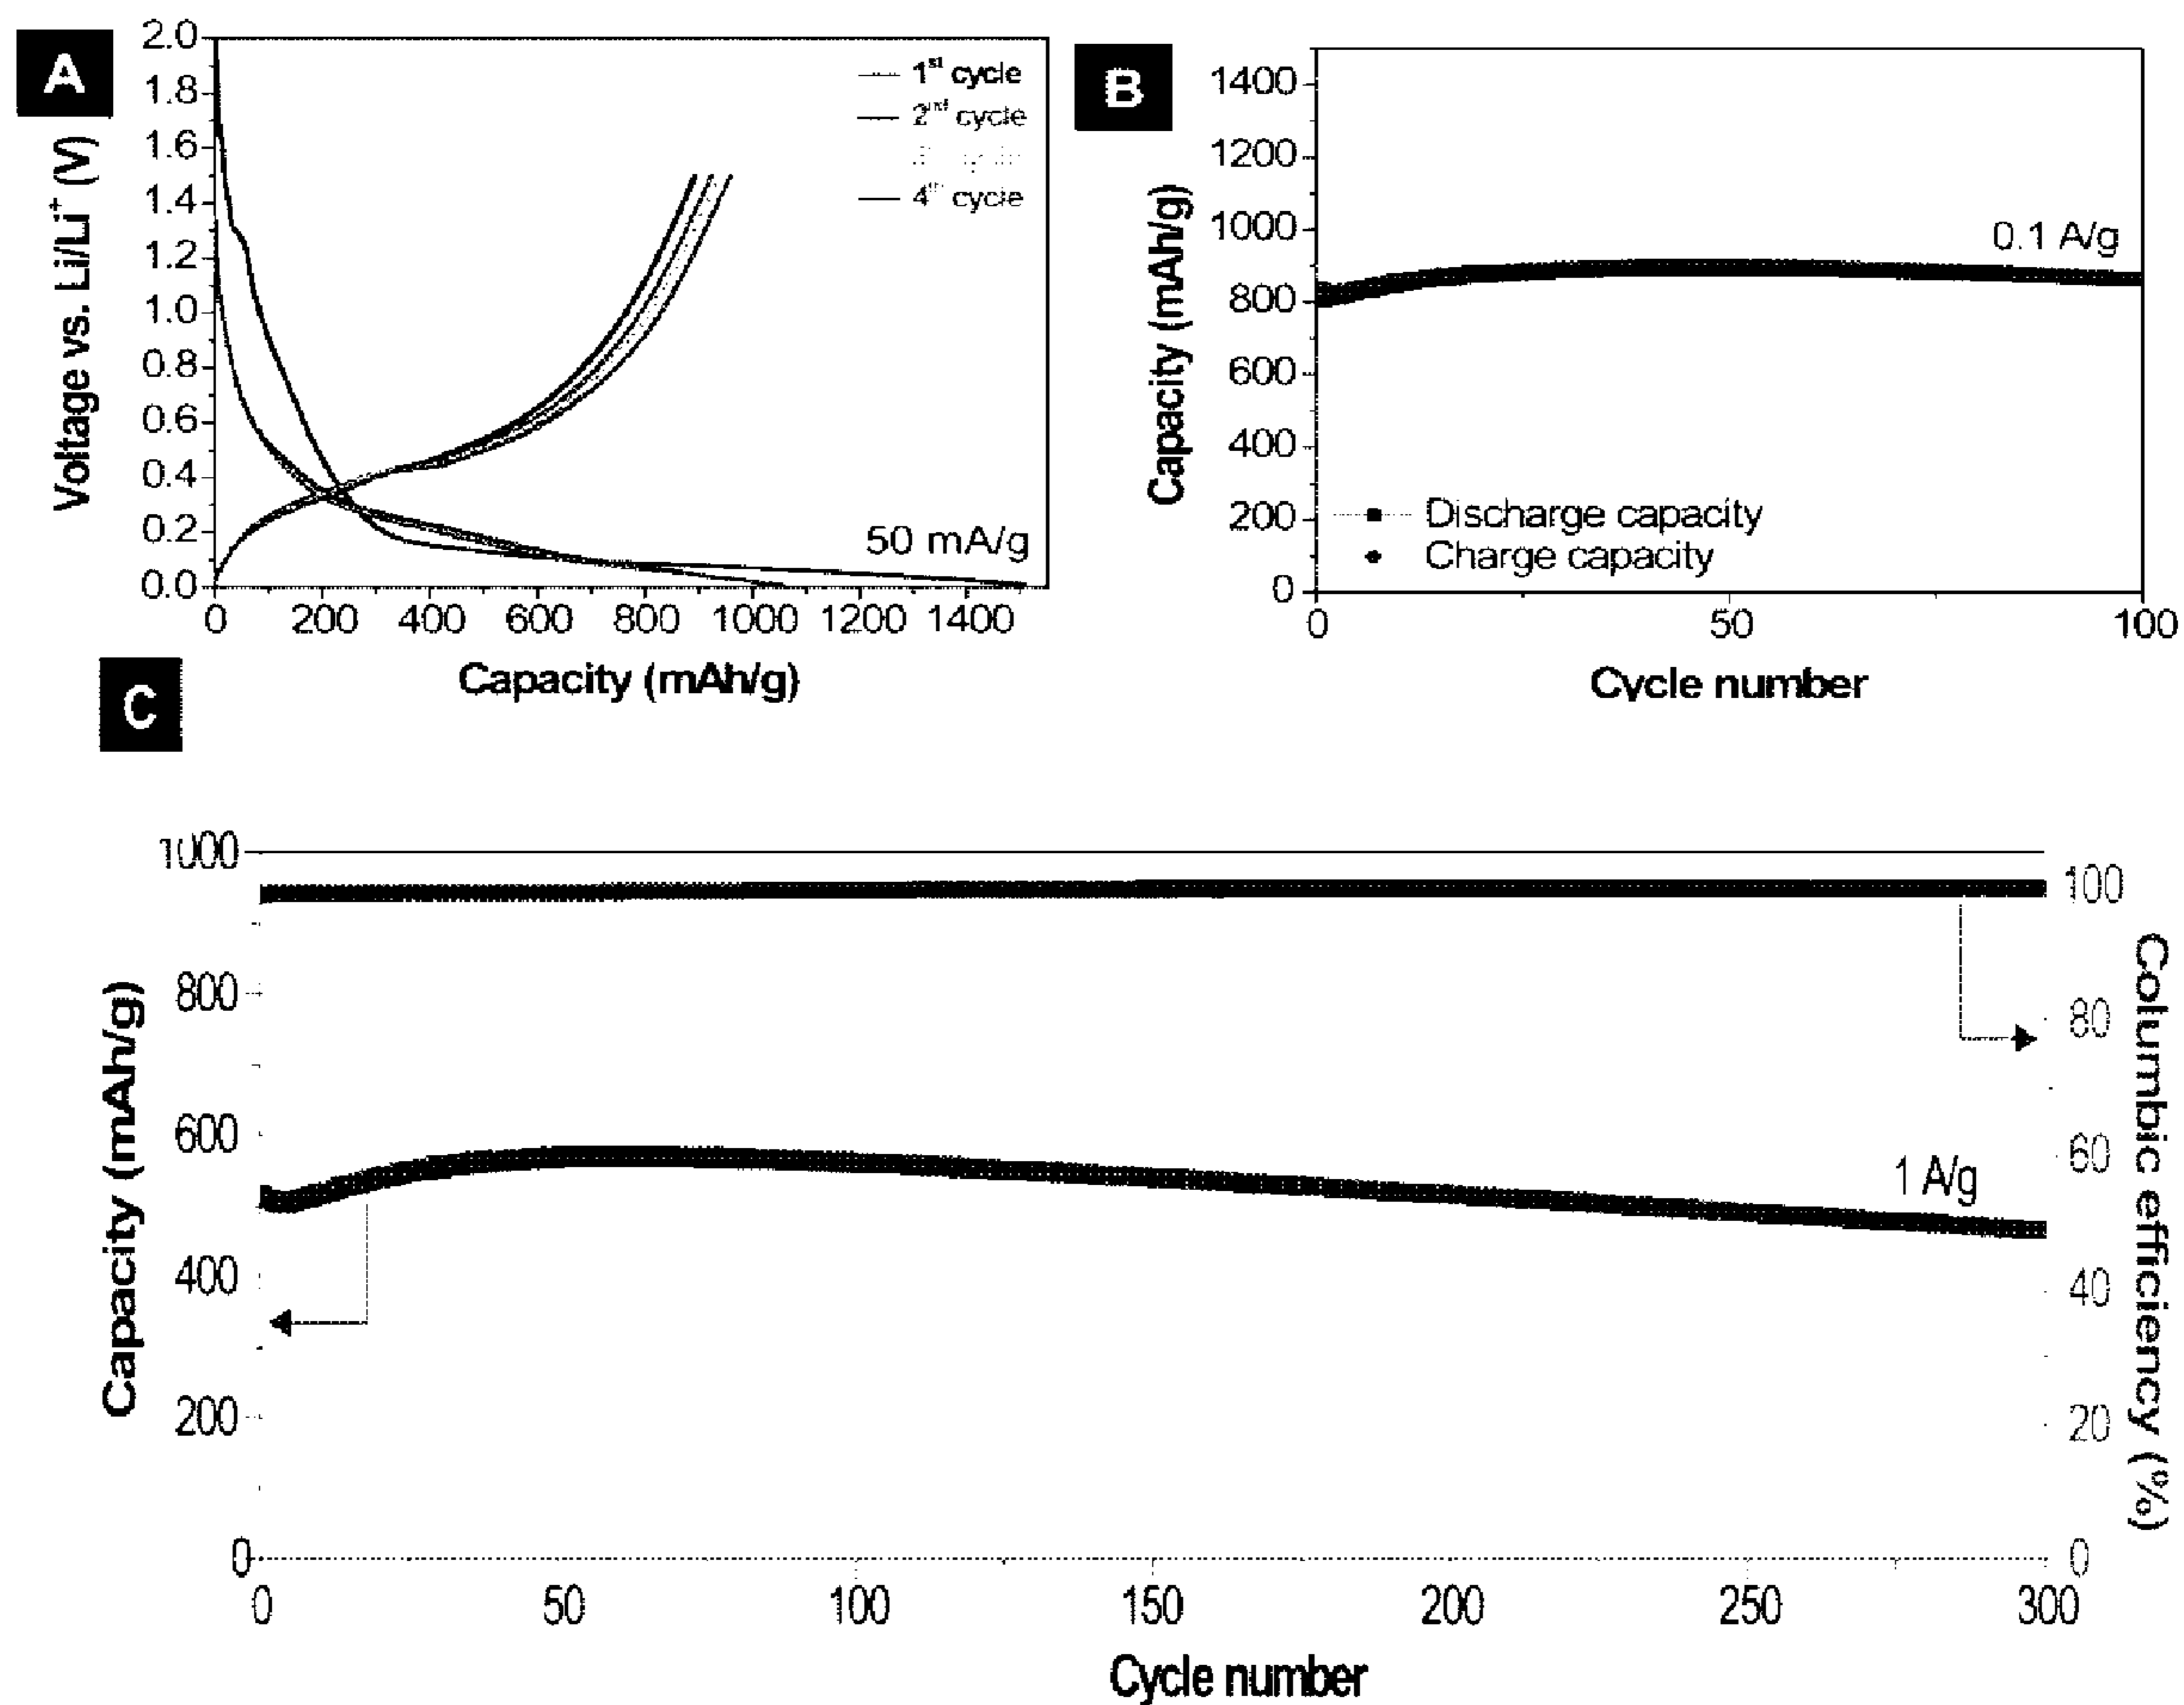 A
2.0
1.8
1.6
1.4
1.2
1.0
0.8
0.6
0.4
0.2
0.0
Voltage vs. Li/Li+ (V)
1st cycle
2nd cycle
4th cycle
50 mA/g
0 200 400 600 800 1000 1200 1400
Capacity (mAh/g)
B
1400
1200
1000
800
600
400
200
0
Capacity (mAh/g)
0.1 A/g
Discharge capacity
Charge capacity
0 50 100
Cycle number
C
1000
800
600
400
200
0
Capacity (mAh/g)
1 A/g
100
80
60
40
20
0
Columbic efficiency (%)
0 50 100 150 200 250 300
Cycle number